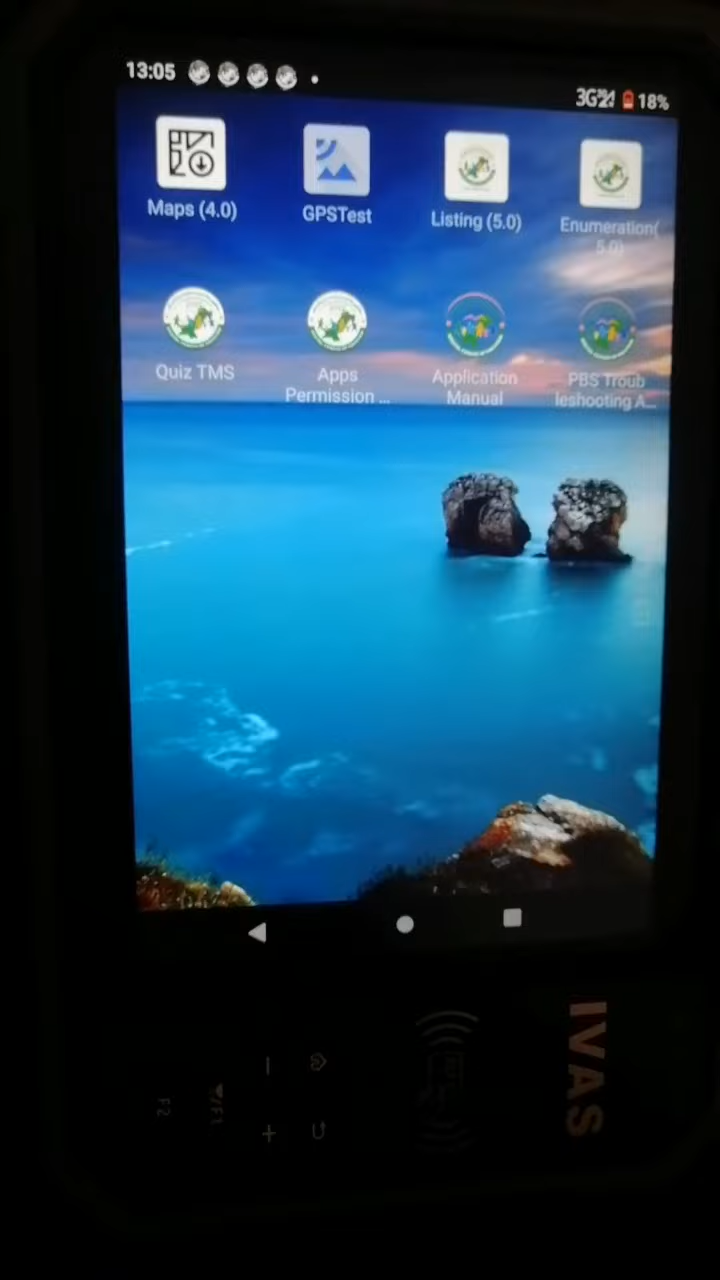 13:05
3G 18%
Maps (4.0)
GPSTest
Listing (5.0)
Enumeration(
5.0)
Quiz TMS
Apps
Permission ...
Application
Manual
PBS Troub
leshooting A...
IVAS
F2
F1